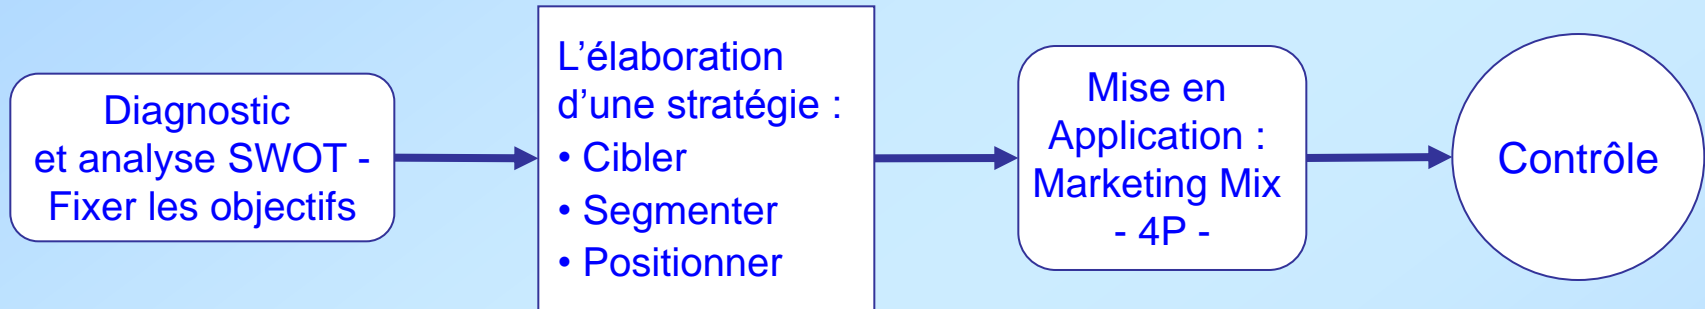 Diagnostic
et analyse SWOT -
Fixer les objectifs
L’élaboration
d’une stratégie :
• Cibler
• Segmenter
• Positionner
Mise en
Application :
Marketing Mix
- 4P -
Contrôle